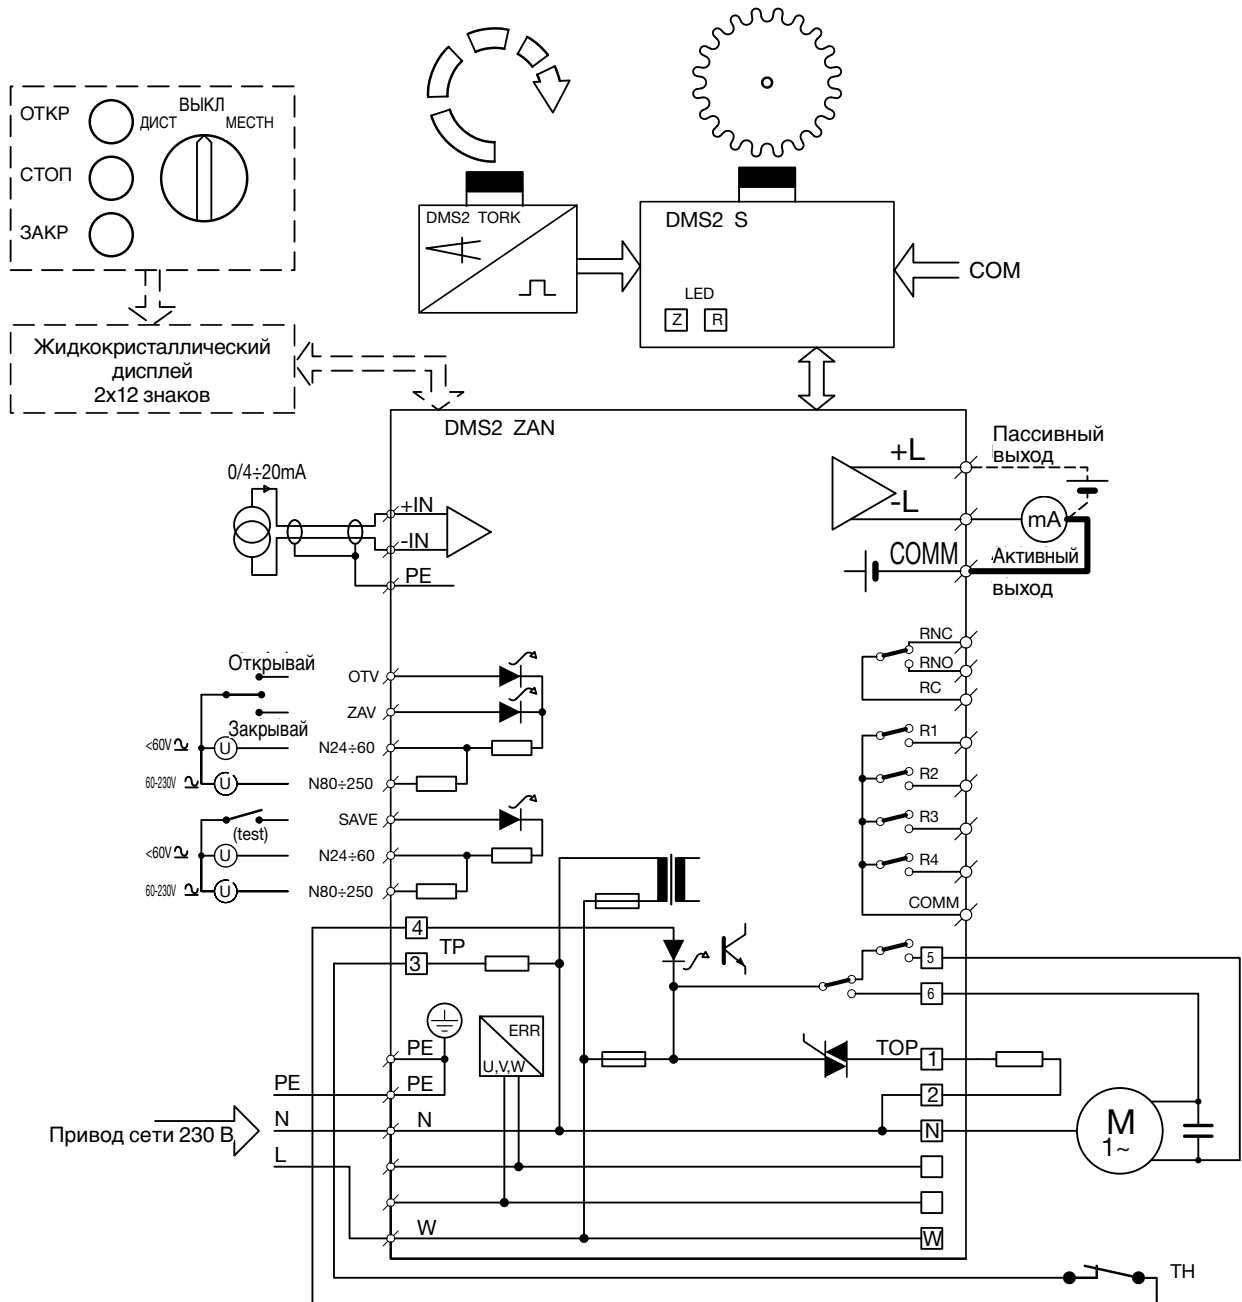 ОТКР
ВЫКЛ
ДИСТ
МЕСТН
СТОП
ЗАКР
Жидкокристаллический
дисплей
2x12 знаков
DMS2 TORK
DMS2 S
LED
Z
R
COM
DMS2 ZAN
0/4÷20mA
+IN
-IN
PE
+L
-L
COMM
Пассивный
выход
mA
Активный
выход
Открывай
OTV
ZAV
Закрывай
<60V
U
N24÷60
60-230V
U
N80÷250
SAVE
(test)
<60V
U
N24÷60
60-230V
U
N80÷250
RNC
RNO
RC
R1
R2
R3
R4
COMM
4
TP
3
5
6
ERR
U,V,W
PE
PE
PE
TOP
1
2
N
N
N
Привод сети 230 В
L
W
W
M
1~
TH